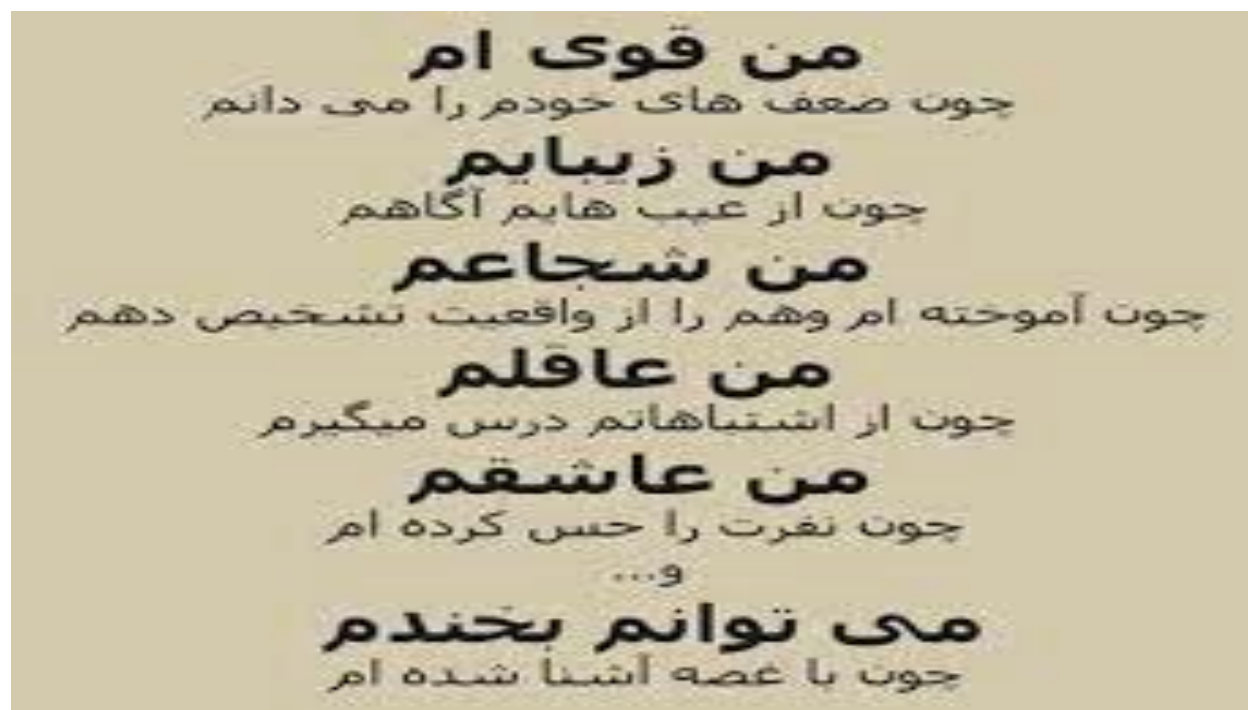 من قوی ام
چون ضعف های خودم را می دانم
من زیبایم
چون از عیب هایم آگاهم
من شجاعم
چون آموخته ام وهم را از واقعیت تشخیص دهم
من عاقلم
چون از اشتباهاتم درس میگیرم
من عاشقم
چون نفرت را حس کرده ام
و...
می توانم بخندم
چون با غصه آشنا شده ام